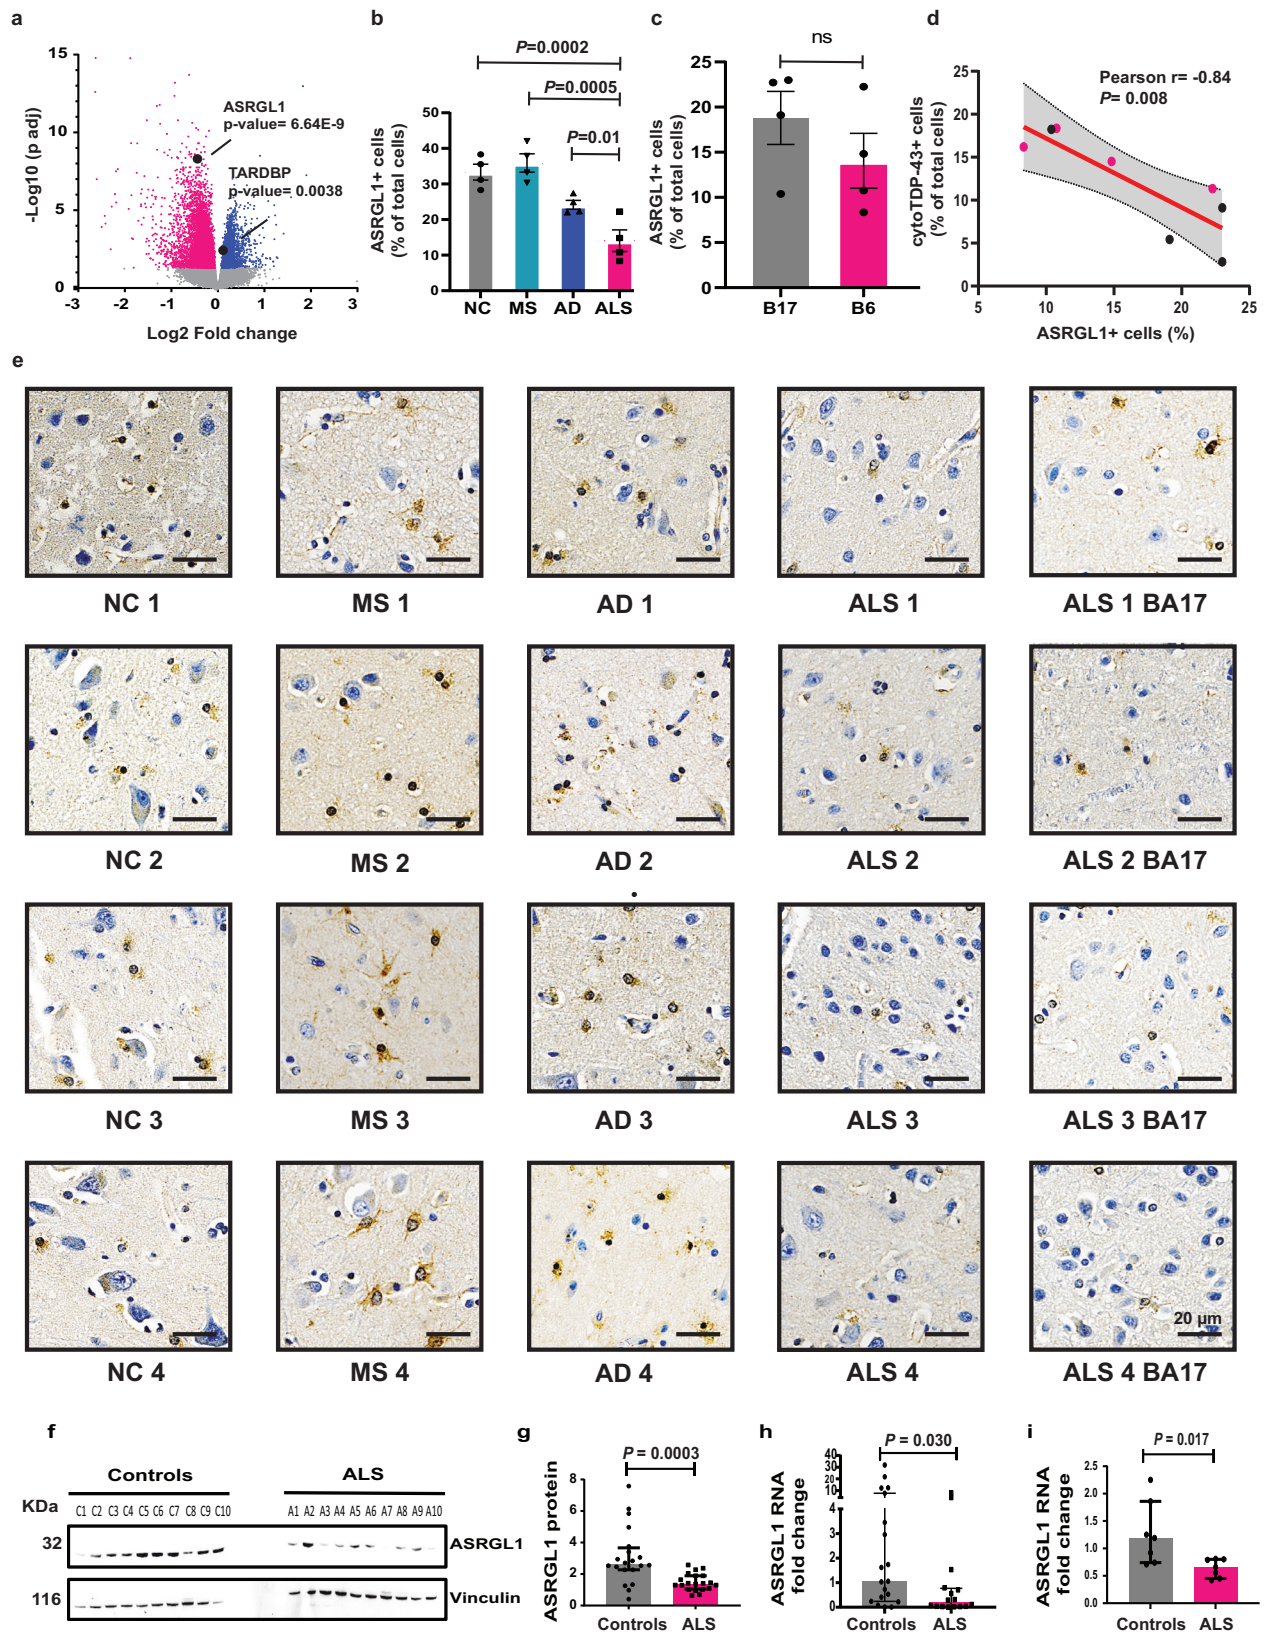 a
15
10
5
0
-3
-2
-1
0
1
2
3
-Log10 (p adj)
Log2 Fold change
ASRGL1
p-value= 6.64E-9
TARDBP
p-value= 0.0038
b
P=0.0002
P=0.0005
P=0.01
50
40
30
20
10
0
ASRGL1+ cells
(% of total cells)
NC
MS
AD
ALS
c
ns
25
20
15
10
5
0
ASRGL1+ cells
(% of total cells)
B17
B6
d
Pearson r= -0.84
P= 0.008
25
20
15
10
5
0
cytoTDP-43+ cells
(% of total cells)
5
10
15
20
25
ASRGL1+ cells (%)
e
NC 1
MS 1
AD 1
ALS 1
ALS 1 BA17
NC 2
MS 2
AD 2
ALS 2
ALS 2 BA17
NC 3
MS 3
AD 3
ALS 3
ALS 3 BA17
20 µm
NC 4
MS 4
AD 4
ALS 4
ALS 4 BA17
f
Controls
ALS
KDa
C1 C2 C3 C4 C5 C6 C7 C8 C9 C10
A1 A2 A3 A4 A5 A6 A7 A8 A9 A10
32
ASRGL1
116
Vinculin
g
P = 0.0003
8
6
4
2
0
ASRGL1 protein
Controls
ALS
h
P = 0.030
40
30
20
10
4
3
2
1
0
ASRGL1 RNA
fold change
Controls
ALS
i
P = 0.017
2.5
2.0
1.5
1.0
0.5
0.0
ASRGL1 RNA
fold change
Controls
ALS